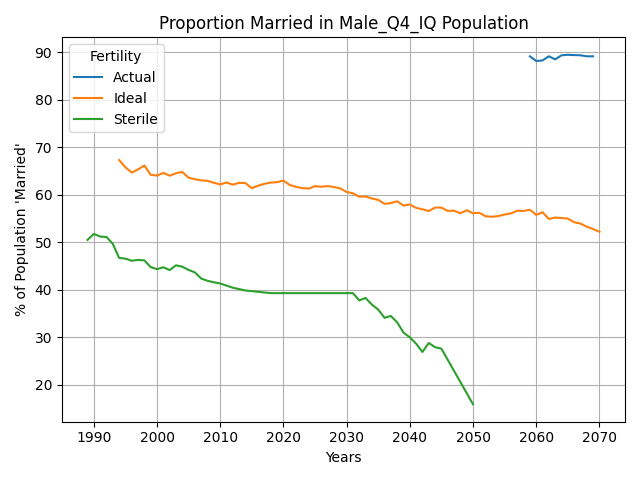 Proportion Married in Male_Q4_IQ Population
% of Population 'Married'
90
80
70
60
50
40
30
20
Fertility
Actual
Ideal
Sterile
1990 2000 2010 2020 2030 2040 2050 2060 2070
Years